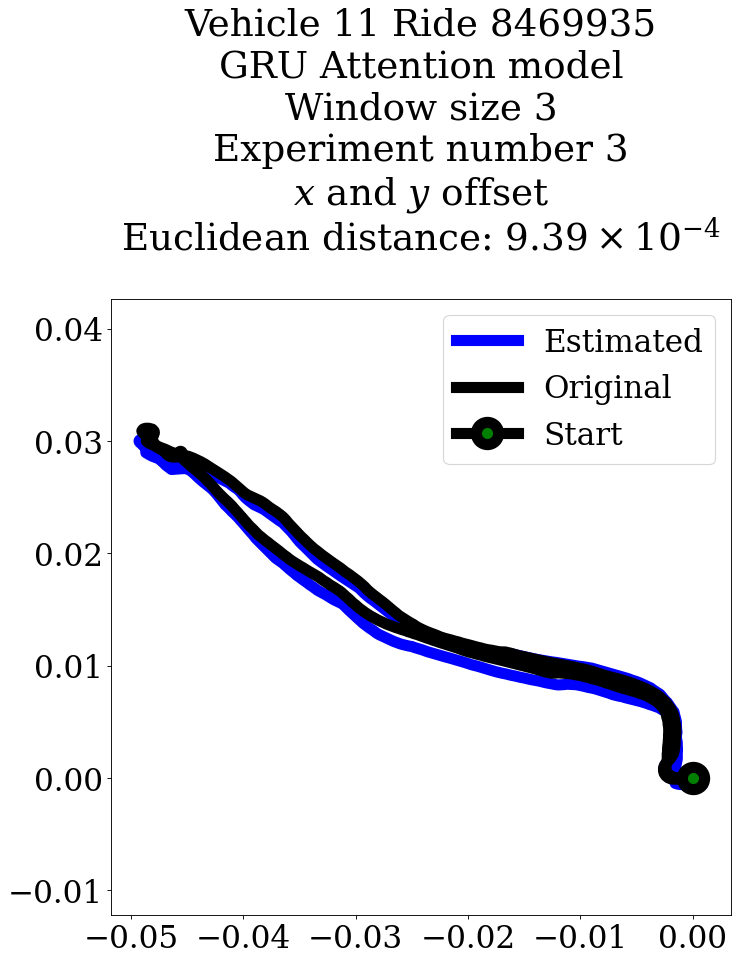 Vehicle 11 Ride 8469935
GRU Attention model
Window size 3
Experiment number 3
x and y offset
Euclidean distance: 9.39 × 10⁻⁴
Estimated
Original
Start
0.04
0.03
0.02
0.01
0.00
−0.01
−0.05 −0.04 −0.03 −0.02 −0.01 0.00